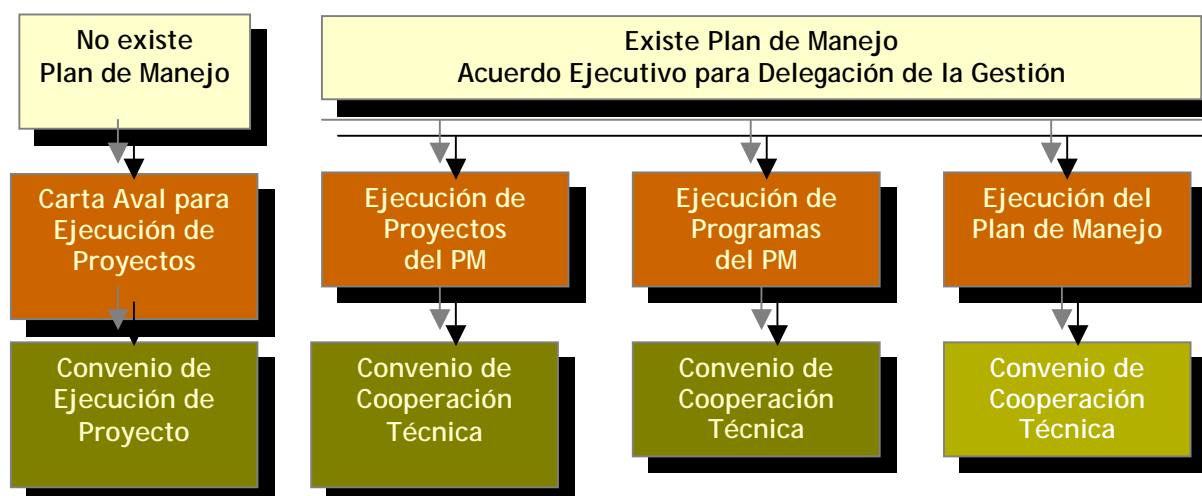 No existe
Plan de Manejo
Existe Plan de Manejo
Acuerdo Ejecutivo para Delegación de la Gestión
Carta Aval para
Ejecución de
Proyectos
Ejecución de
Proyectos
del PM
Ejecución de
Programas
del PM
Ejecución del
Plan de Manejo
Convenio de
Ejecución de
Proyecto
Convenio de
Cooperación
Técnica
Convenio de
Cooperación
Técnica
Convenio de
Cooperación
Técnica